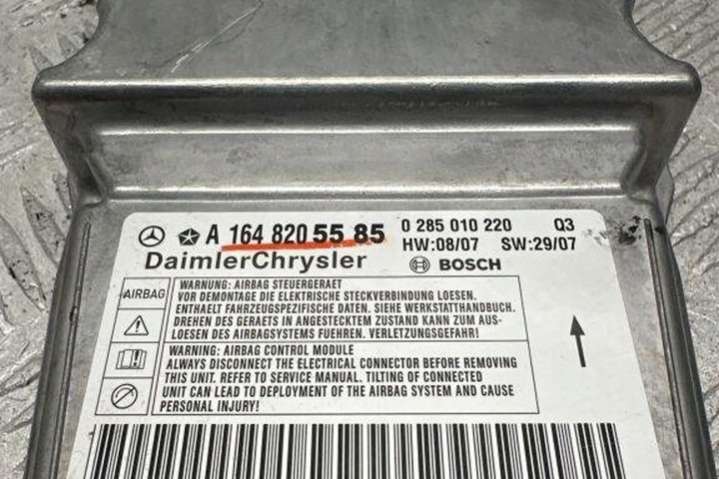 A 164 820 55 85 0 285 010 220 Q3
DaimlerChrysler HW:08/07 SW:29/07
BOSCH
AIRBAG
WARNUNG: AIRBAG STEUERGERAET
VOR DEMONTAGE DIE ELEKTRISCHE STECKVERBINDUNG LOESEN.
ENTHAELT FAHRZEUGSPEZIFISCHE DATEN. SIEHE WERKSTATTHANDBUCH.
DREHEN DES GERAETS IN ANGESTECKTEM ZUSTAND KANN ZUM AUS-
LOESEN DES AIRBAGSYSTEMS FUEHREN. VERLETZUNGSGEFAHR!
WARNING: AIRBAG CONTROL MODULE
ALWAYS DISCONNECT THE ELECTRICAL CONNECTOR BEFORE REMOVING
THIS UNIT. REFER TO SERVICE MANUAL. TILTING OF CONNECTED
UNIT CAN LEAD TO DEPLOYMENT OF THE AIRBAG SYSTEM AND CAUSE
PERSONAL INJURY!